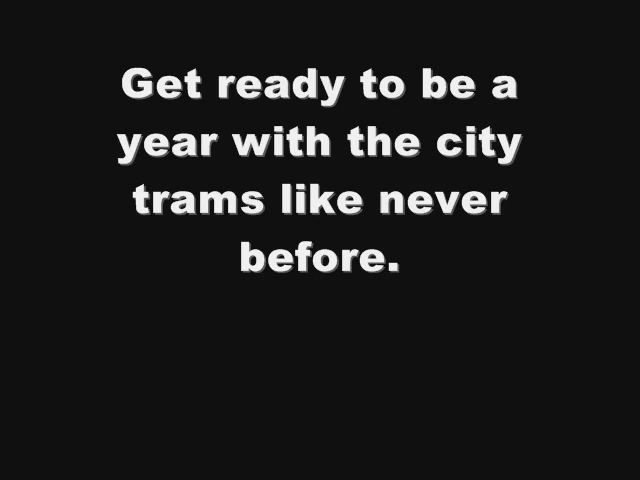 Get ready to be a
year with the city
trams like never
before.